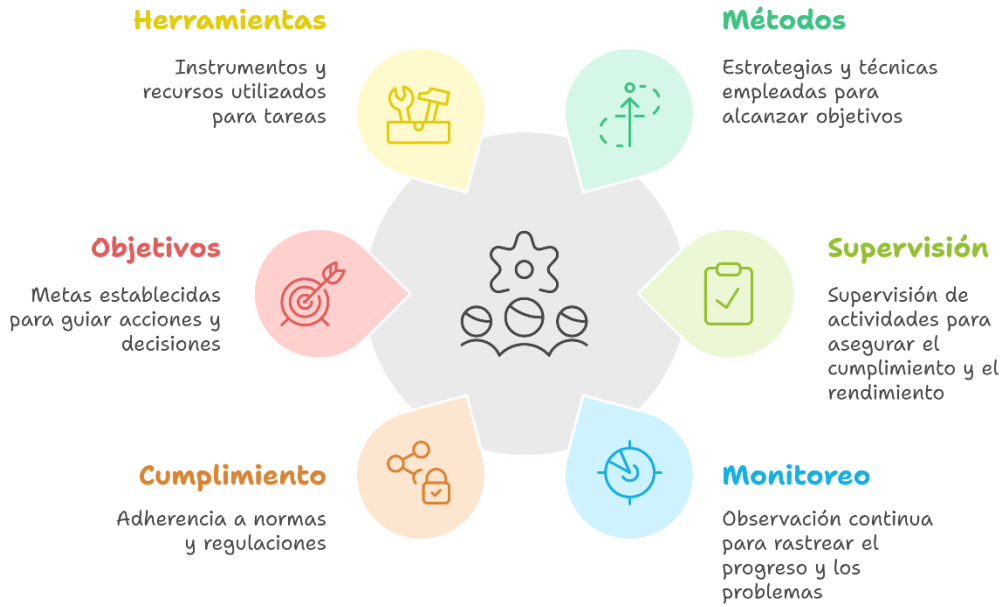 Herramientas
Instrumentos y
recursos utilizados
para tareas
Métodos
Estrategias y técnicas
empleadas para
alcanzar objetivos
Objetivos
Metas establecidas
para guiar acciones y
decisiones
Supervisión
Supervisión de
actividades para
asegurar el
cumplimiento y el
rendimiento
Cumplimiento
Adherencia a normas
y regulaciones
Monitoreo
Observación continua
para rastrear el
progreso y los
problemas